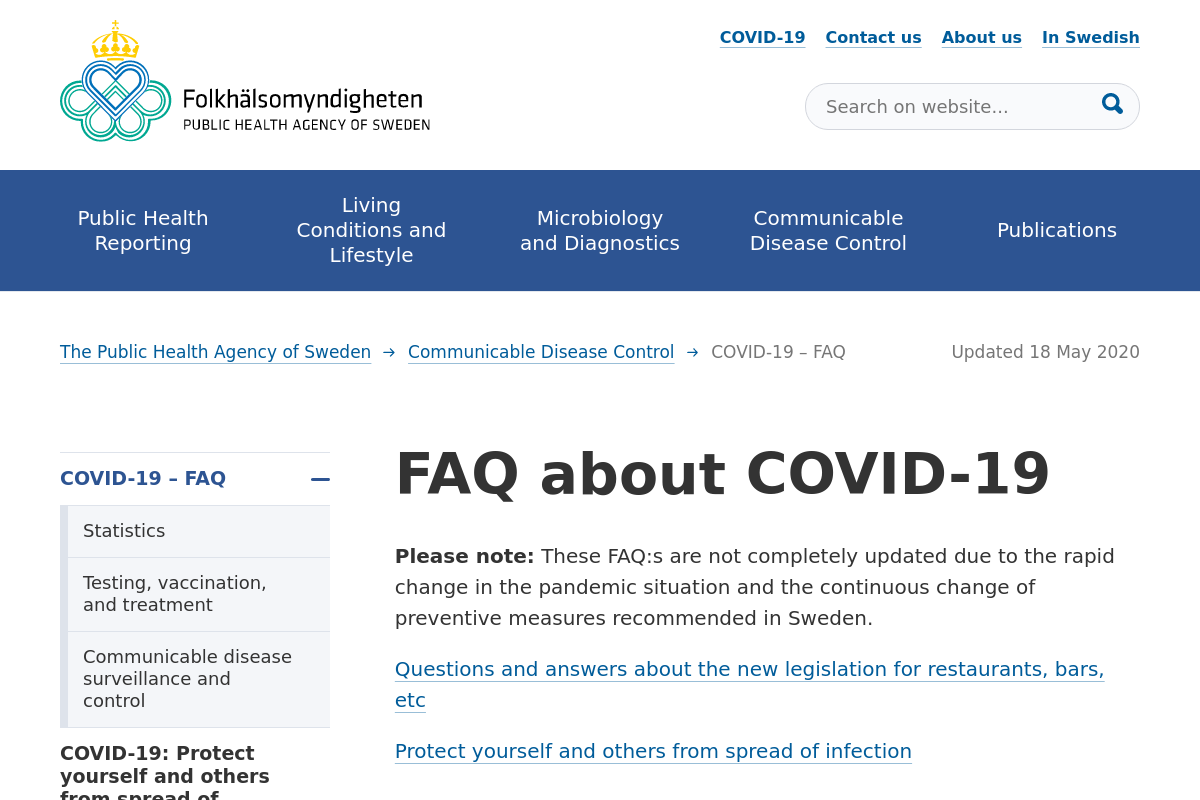 COVID-19 Contact us About us In Swedish
Folkhälsomyndigheten
PUBLIC HEALTH AGENCY OF SWEDEN
Search on website...
Public Health
Reporting
Living
Conditions and
Lifestyle
Microbiology
and Diagnostics
Communicable
Disease Control
Publications
The Public Health Agency of Sweden → Communicable Disease Control → COVID-19 – FAQ
Updated 18 May 2020
COVID-19 – FAQ
Statistics
Testing, vaccination,
and treatment
Communicable disease
surveillance and
control
COVID-19: Protect
yourself and others
from spread of
FAQ about COVID-19
Please note: These FAQ:s are not completely updated due to the rapid
change in the pandemic situation and the continuous change of
preventive measures recommended in Sweden.
Questions and answers about the new legislation for restaurants, bars,
etc
Protect yourself and others from spread of infection